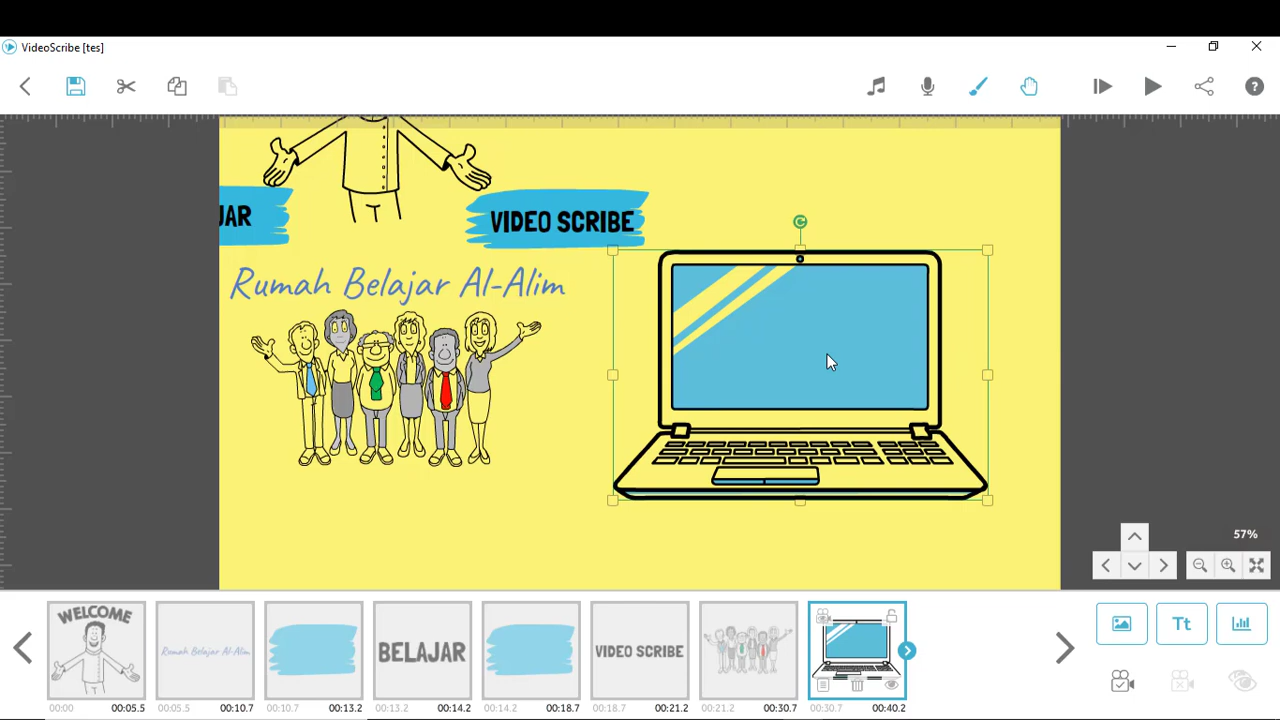 VideoScribe [tes]
JAR
VIDEO SCRIBE
Rumah Belajar Al-Alim
57%
WELCOME
Rumah Belajar Al-Alim
BELAJAR
VIDEO SCRIBE
Tt
00:00 00:05.5
00:05.5 00:10.7
00:10.7 00:13.2
00:13.2 00:14.2
00:14.2 00:18.7
00:18.7 00:21.2
00:21.2 00:30.7
00:30.7 00:40.2